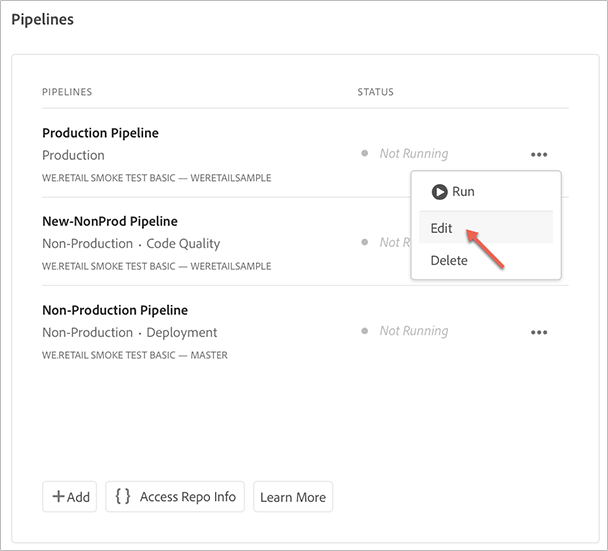 Pipelines
PIPELINES STATUS
Production Pipeline
Production Not Running
WE.RETAIL SMOKE TEST BASIC — WERETAILSAMPLE
Run
New-NonProd Pipeline
Edit
Non-Production · Code Quality Not R
Delete
WE.RETAIL SMOKE TEST BASIC — WERETAILSAMPLE
Non-Production Pipeline
Non-Production · Deployment Not Running
WE.RETAIL SMOKE TEST BASIC — MASTER
+Add {} Access Repo Info Learn More